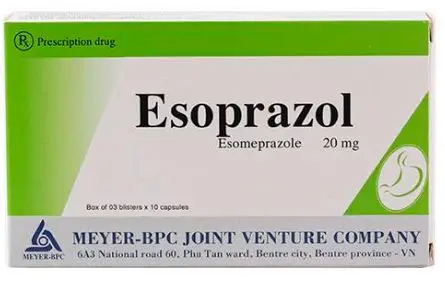 Rx Prescription drug
Esoprazol
Esomeprazole 20 mg
Box of 03 blisters x 10 capsules
MEYER-BPC JOINT VENTURE COMPANY
MEYER-BPC
6A3 National road 60, Phu Tan ward, Bentre city, Bentre province - VN